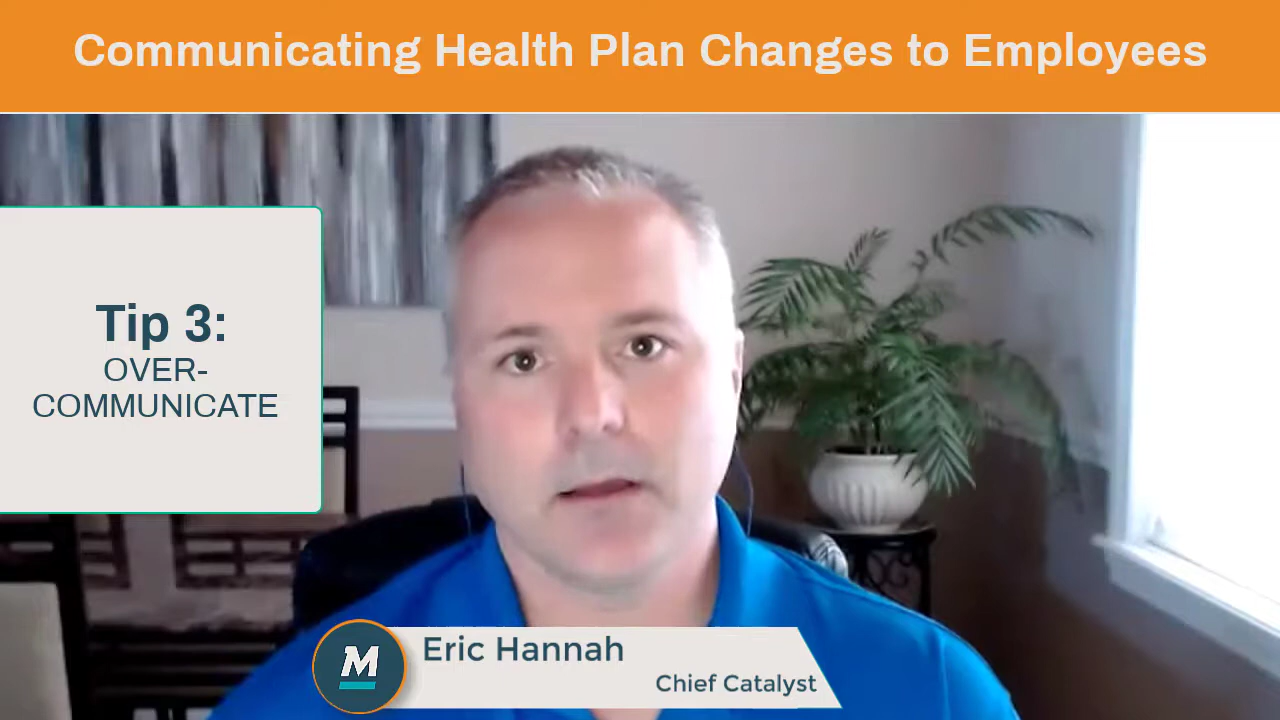 Communicating Health Plan Changes to Employees
Tip 3:
OVER-
COMMUNICATE
M
Eric Hannah
Chief Catalyst